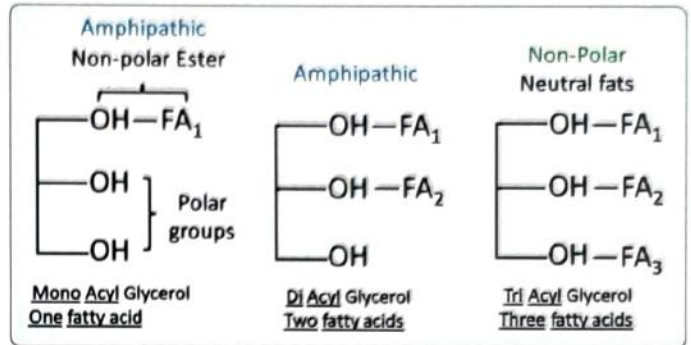 Amphipathic
Non-polar Ester
OH—FA₁
OH
OH
Polar
groups
Mono Acyl Glycerol
One fatty acid
Amphipathic
OH—FA₁
OH—FA₂
OH
Di Acyl Glycerol
Two fatty acids
Non-Polar
Neutral fats
OH—FA₁
OH—FA₂
OH—FA₃
Tri Acyl Glycerol
Three fatty acids